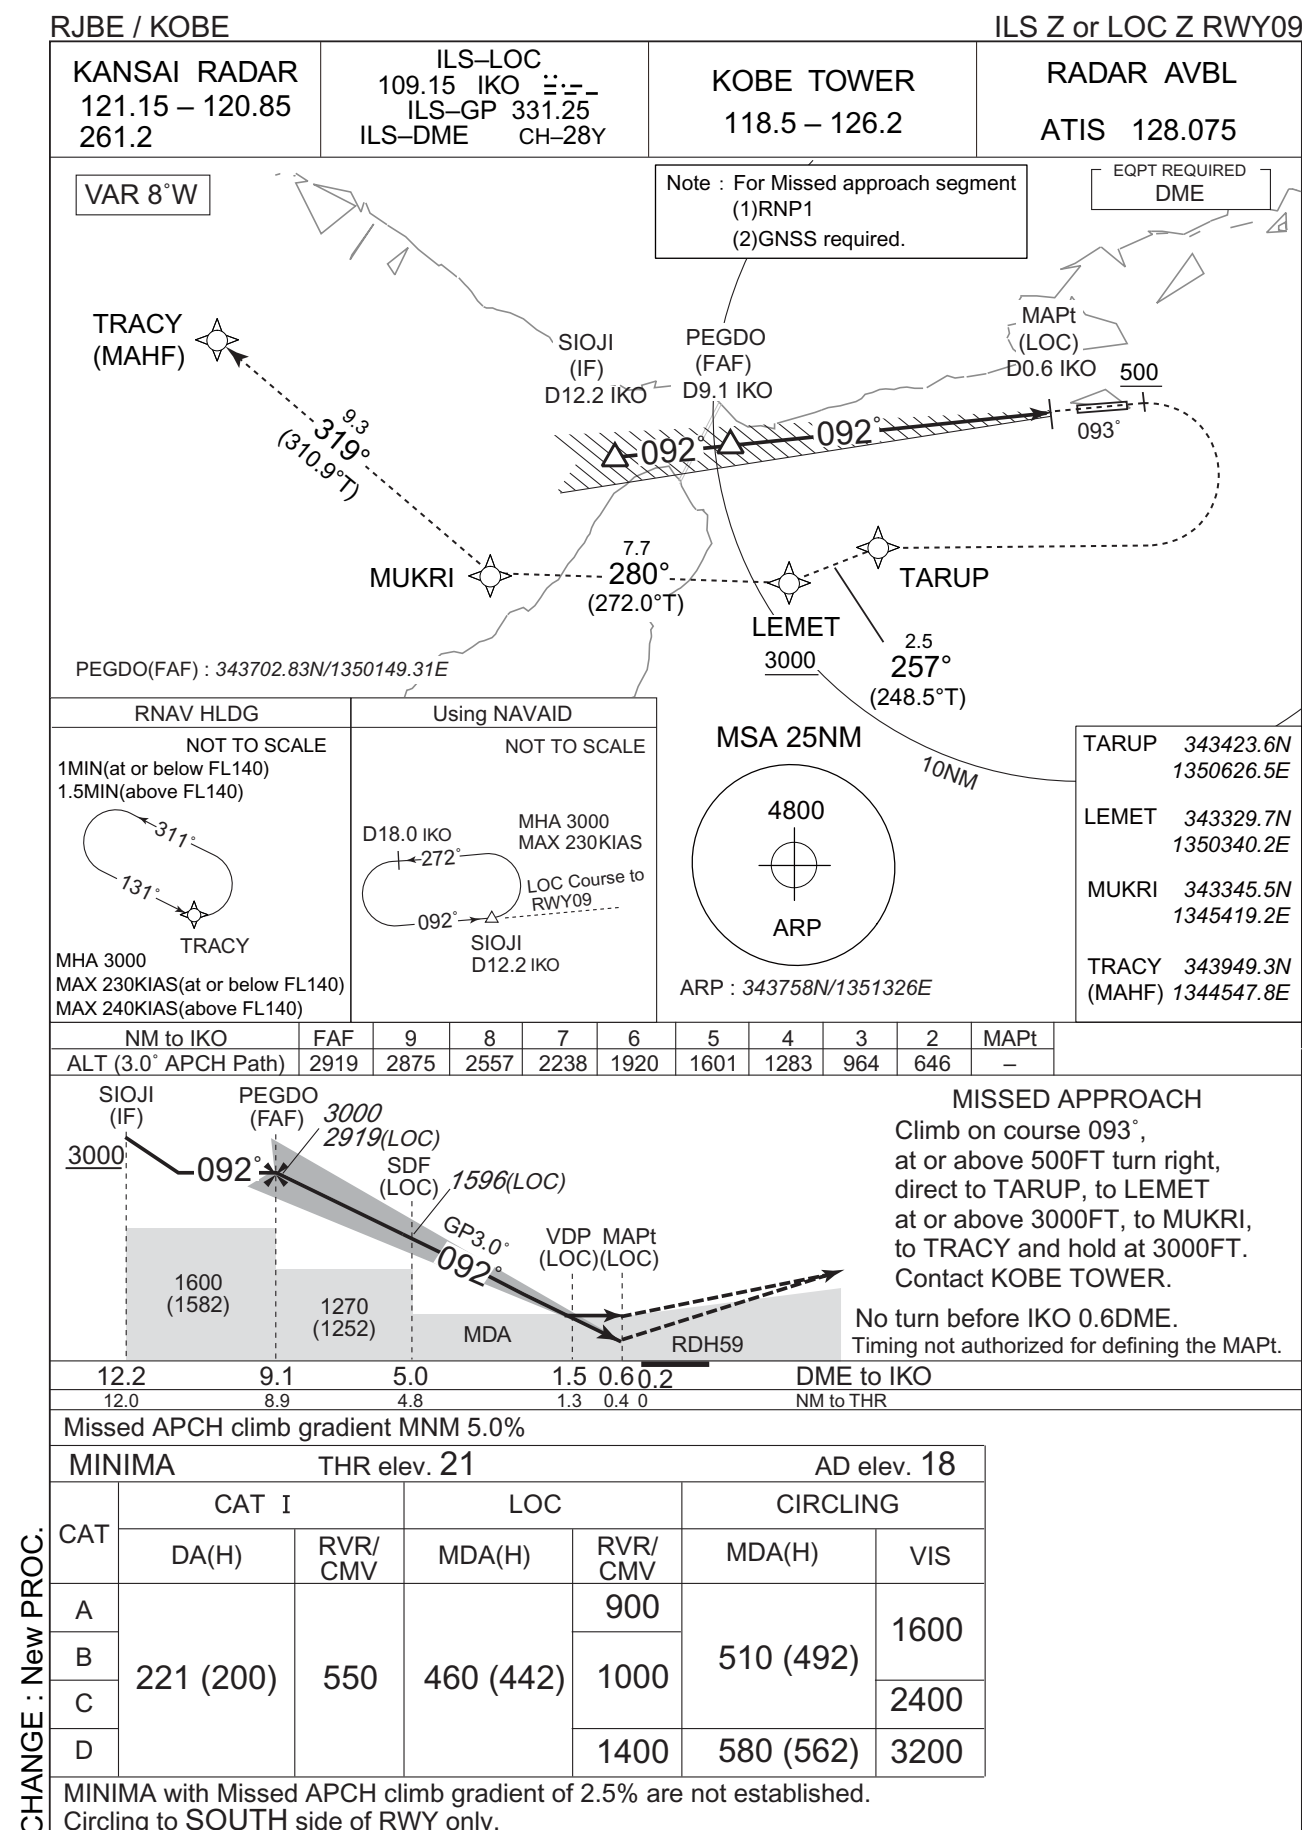 RJBE / KOBE
ILS Z or LOC Z RWY09
KANSAI RADAR
121.15 – 120.85
261.2
ILS–LOC
109.15 IKO
ILS–GP 331.25
ILS–DME CH–28Y
KOBE TOWER
118.5 – 126.2
RADAR AVBL
ATIS 128.075
VAR 8°W
Note : For Missed approach segment
(1)RNP1
(2)GNSS required.
EQPT REQUIRED
DME
TRACY
(MAHF)
SIOJI
(IF)
D12.2 IKO
PEGDO
(FAF)
D9.1 IKO
MAPt
(LOC)
D0.6 IKO
500
092°
092°
093°
9.3
319°
(310.9°T)
MUKRI
7.7
280°
(272.0°T)
TARUP
LEMET
3000
2.5
257°
(248.5°T)
PEGDO(FAF) : 343702.83N/1350149.31E
10NM
RNAV HLDG
NOT TO SCALE
1MIN(at or below FL140)
1.5MIN(above FL140)
311°
131°
TRACY
MHA 3000
MAX 230KIAS(at or below FL140)
MAX 240KIAS(above FL140)
Using NAVAID
NOT TO SCALE
D18.0 IKO
272°
MHA 3000
MAX 230KIAS
LOC Course to
RWY09
092°
SIOJI
D12.2 IKO
MSA 25NM
4800
ARP
ARP : 343758N/1351326E
TARUP 343423.6N
1350626.5E
LEMET 343329.7N
1350340.2E
MUKRI 343345.5N
1345419.2E
TRACY 343949.3N
(MAHF) 1344547.8E
NM to IKO FAF 9 8 7 6 5 4 3 2 MAPt
ALT (3.0° APCH Path) 2919 2875 2557 2238 1920 1601 1283 964 646 –
SIOJI
(IF)
PEGDO
(FAF)
3000
2919(LOC)
3000
092°
SDF
(LOC)
1596(LOC)
GP3.0°
092°
VDP MAPt
(LOC)(LOC)
1600
(1582)
1270
(1252)
MDA
RDH59
MISSED APPROACH
Climb on course 093°,
at or above 500FT turn right,
direct to TARUP, to LEMET
at or above 3000FT, to MUKRI,
to TRACY and hold at 3000FT.
Contact KOBE TOWER.
No turn before IKO 0.6DME.
Timing not authorized for defining the MAPt.
12.2 9.1 5.0 1.5 0.6 0.2 DME to IKO
12.0 8.9 4.8 1.3 0.4 0 NM to THR
Missed APCH climb gradient MNM 5.0%
MINIMA THR elev. 21 AD elev. 18
CAT CAT I LOC CIRCLING
DA(H) RVR/CMV MDA(H) RVR/CMV MDA(H) VIS
A 221 (200) 550 460 (442) 900 510 (492) 1600
B 1000
C 2400
D 1400 580 (562) 3200
MINIMA with Missed APCH climb gradient of 2.5% are not established.
Circling to SOUTH side of RWY only.
CHANGE : New PROC.